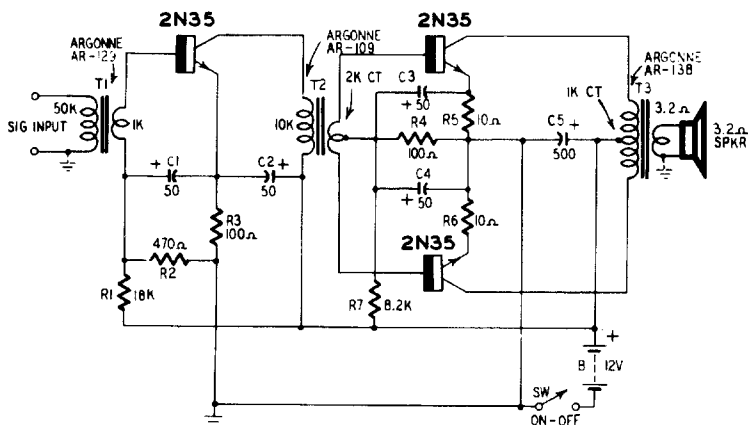 2N35
ARGONNE
AR-129
T1
50K
1K
SIG INPUT
C1
+
50
C2
+
50
R3
100Ω
470Ω
R2
R1
18K
ARGONNE
AR-109
T2
10K
2K CT
C3
+
50
R4
100Ω
C4
+
50
R7
8.2K
2N35
R5
10Ω
R6
10Ω
2N35
C5
+
500
ARGONNE
AR-138
1K CT
T3
3.2Ω
3.2Ω
SPKR
+
B
12V
SW
ON-OFF